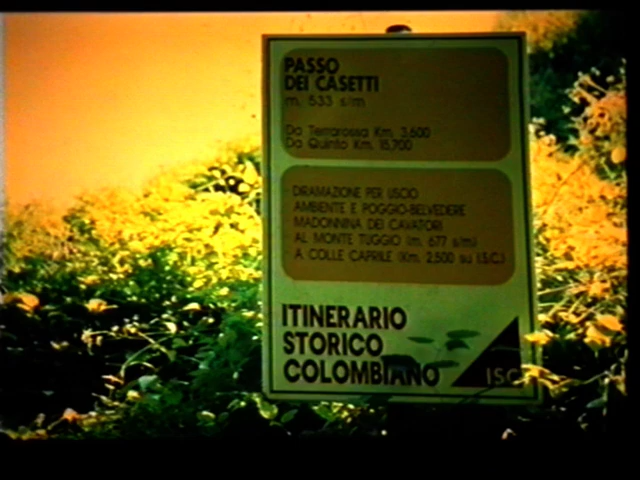 PASSO
DEI CASETTI
m. 533 s/m
Da Terrarossa Km. 3,600
Da Quinto Km. 15,700
DIRAMAZIONE PER USCIO
AMBIENTE E POGGIO-BELVEDERE
MADONNINA DEI CAVATORI
AL MONTE TUGGIO (m. 677 s/m)
A COLLE CAPRILE (Km. 2,500 su I.S.C.)
ITINERARIO
STORICO
COLOMBIANO
ISC